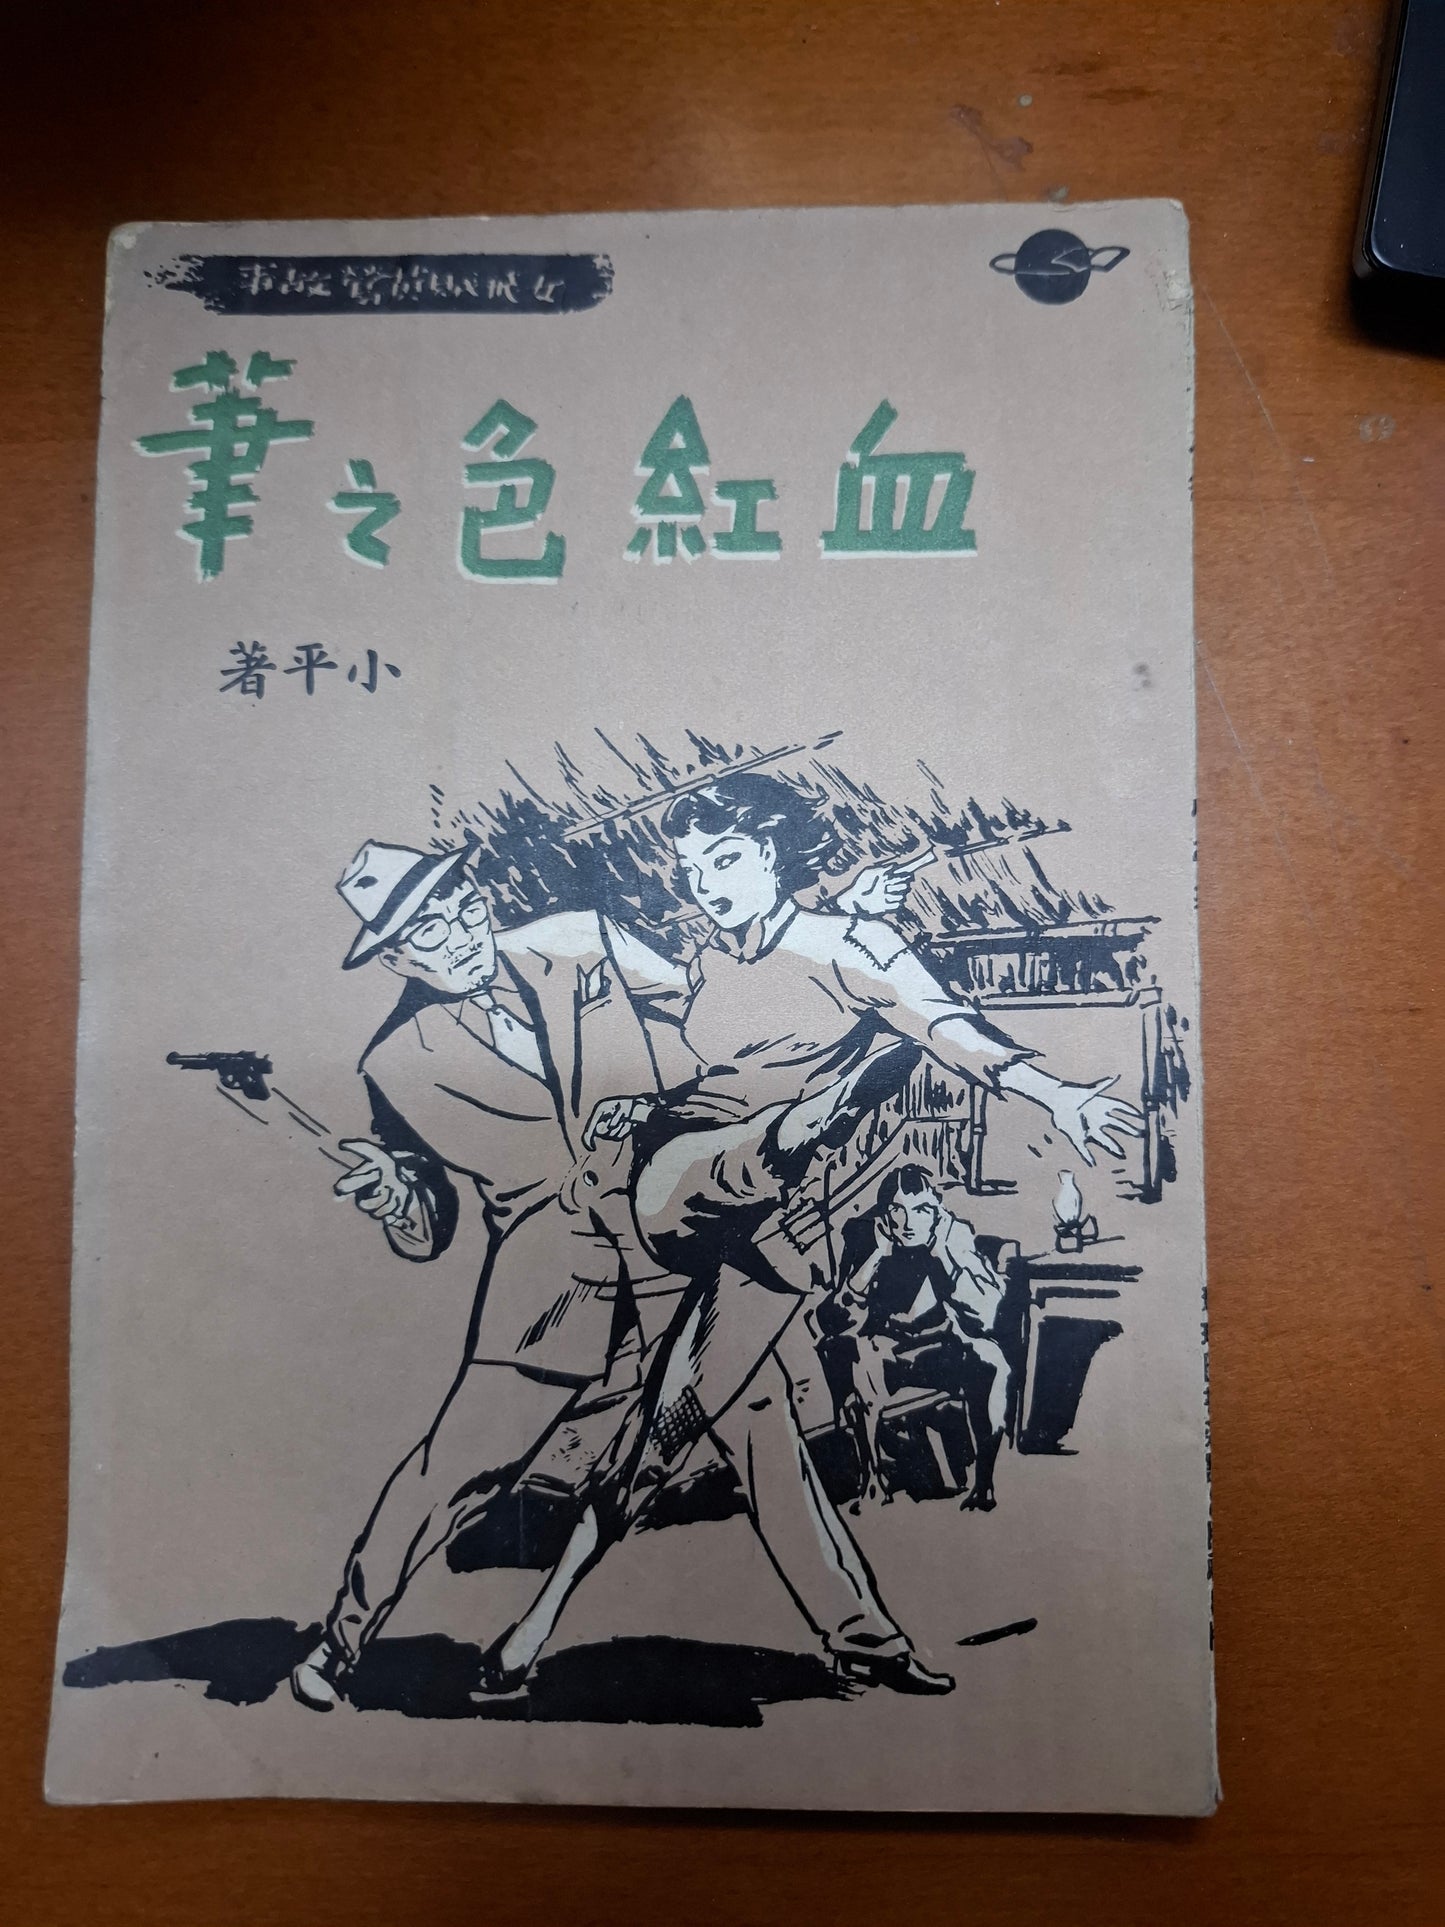 女飛賊黃鶯故事
血紅色之筆
小平著